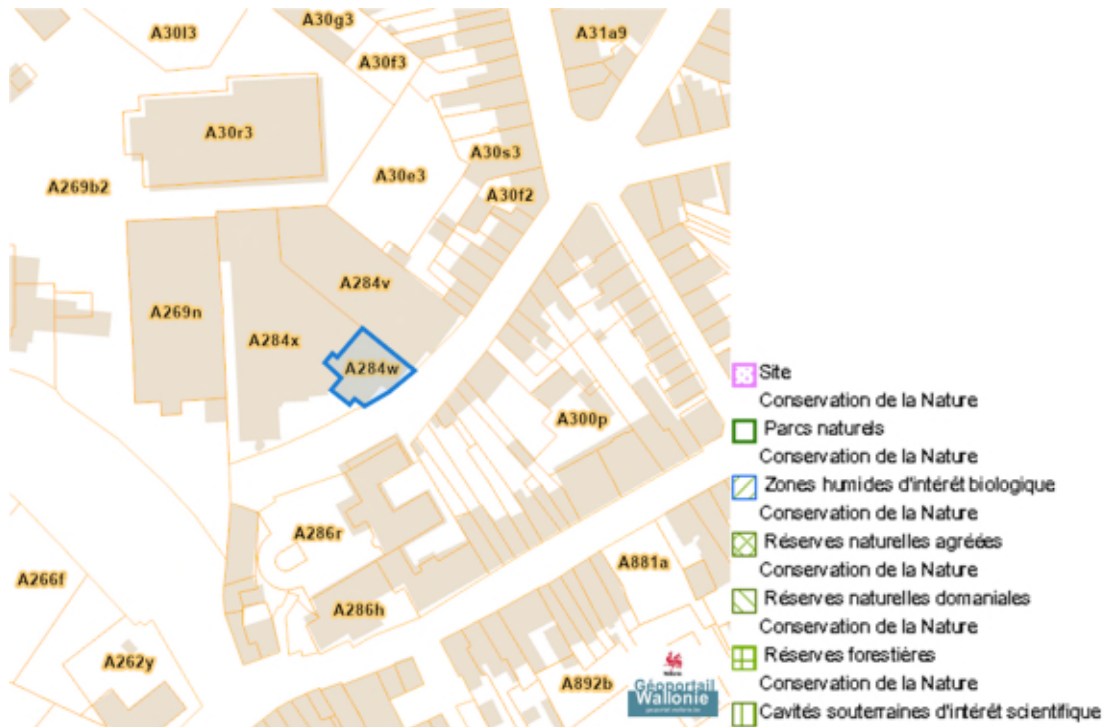 A30l3
A30g3
A31a9
A30f3
A30r3
A30s3
A269b2
A30e3
A30f2
A284v
A269n
A284x
A284w
A300p
A286r
A881a
A266f
A286h
A262y
A892b
Géoportail
Wallonie
Site
Conservation de la Nature
Parcs naturels
Conservation de la Nature
Zones humides d'intérêt biologique
Conservation de la Nature
Réserves naturelles agréées
Conservation de la Nature
Réserves naturelles domaniales
Conservation de la Nature
Réserves forestières
Conservation de la Nature
Cavités souterraines d'intérêt scientifique